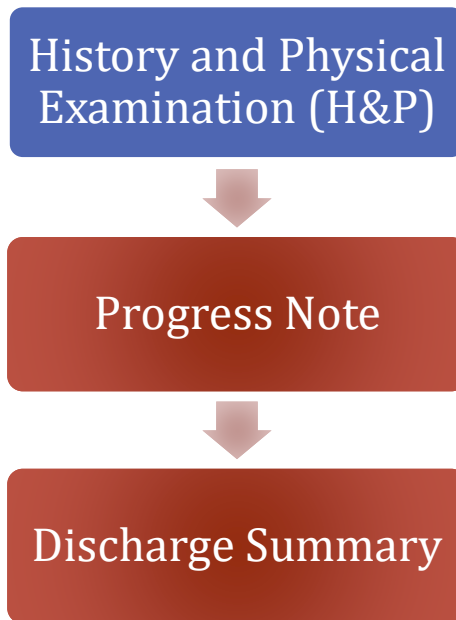 History and Physical
Examination (H&P)
Progress Note
Discharge Summary